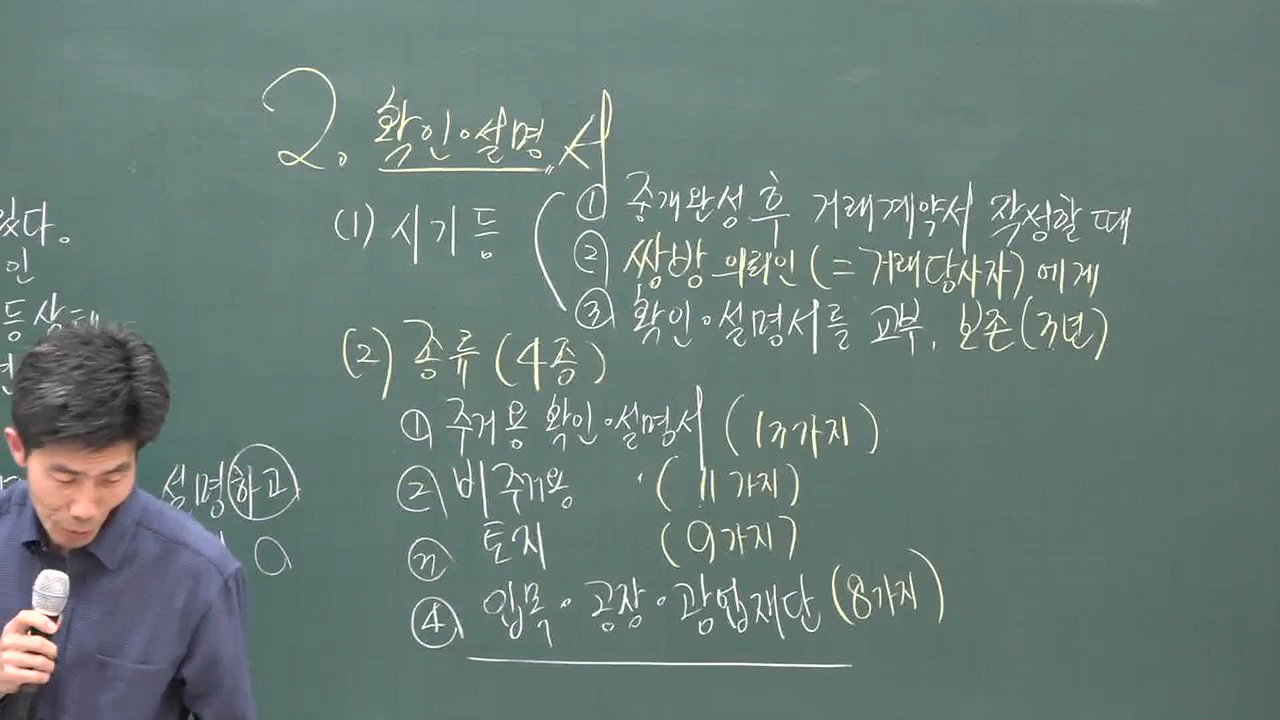 2. 확인·설명서
(1) 시기 등
① 중개완성 후 거래계약서 작성할 때
② 쌍방 의뢰인 (= 거래당사자) 에게
③ 확인·설명서를 교부, 보존(3년)
(2) 종류 (4종)
① 주거용 확인·설명서 (13가지)
② 비주거용 (11가지)
③ 토지 (9가지)
④ 입목·공장·광업재단 (8가지)
있다.
인
등 상태
설명하고